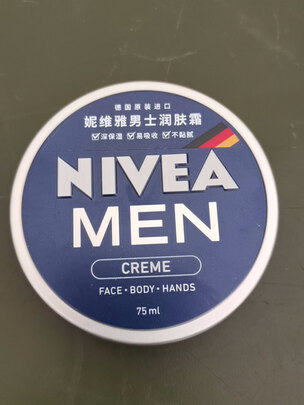 德国原装进口
妮维雅男士润肤霜
深保湿 易吸收 不黏腻
NIVEA
MEN
CREME
FACE · BODY · HANDS
75 ml